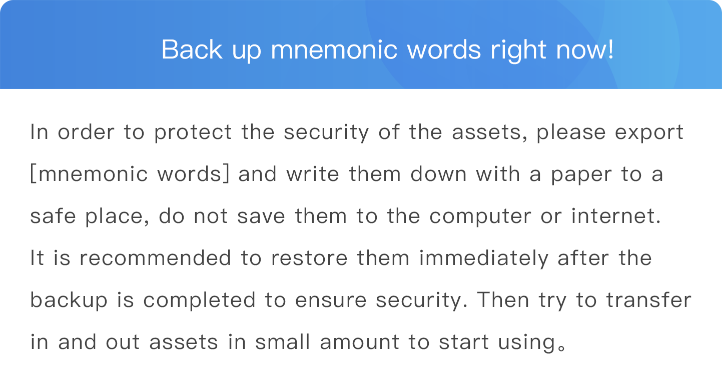 Back up mnemonic words right now!
In order to protect the security of the assets, please export
[mnemonic words] and write them down with a paper to a
safe place, do not save them to the computer or internet.
It is recommended to restore them immediately after the
backup is completed to ensure security. Then try to transfer
in and out assets in small amount to start using。